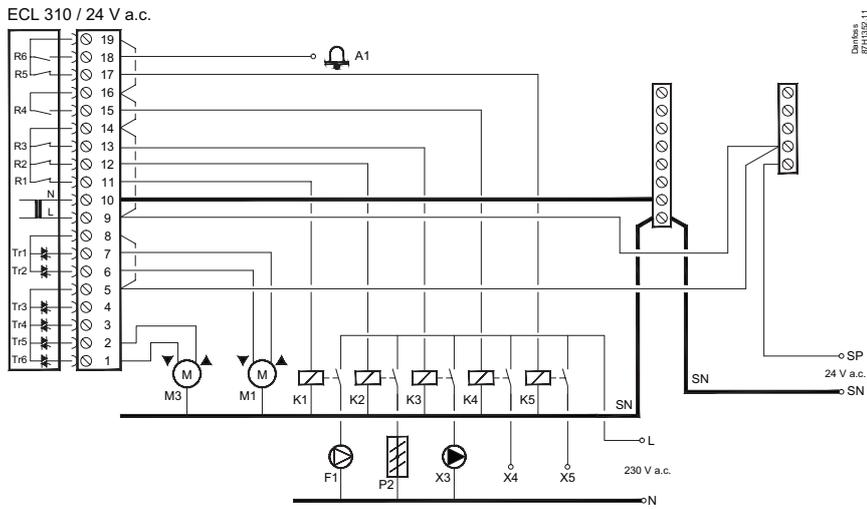 ECL 310 / 24 V a.c.
Danfoss
87H1352.11
19
R6 18 A1
R5 17
16
R4 15
14
R3 13
R2 12
R1 11
N 10
L 9
8
Tr1 7
Tr2 6
5
Tr3 4
Tr4 3
Tr5 2
Tr6 1
SP
24 V a.c.
SN
SN
SN
M M
M3 M1 K1 K2 K3 K4 K5
L
230 V a.c.
F1 P2 X3 X4 X5
N